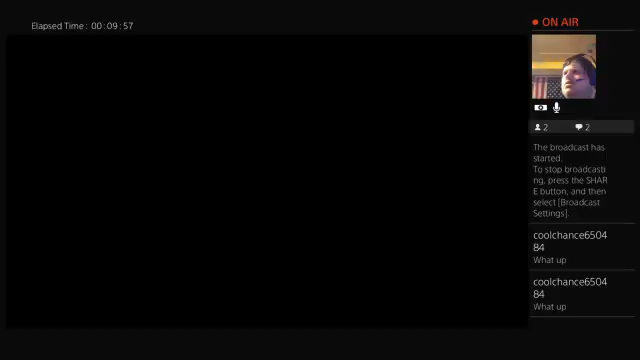 Elapsed Time : 00:09:57
ON AIR
2
2
The broadcast has
started.
To stop broadcasti
ng, press the SHAR
E button, and then
select [Broadcast
Settings].
coolchance6504
84
What up
coolchance6504
84
What up